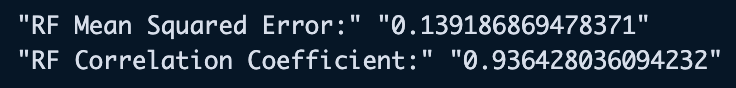 "RF Mean Squared Error:" "0.139186869478371"
"RF Correlation Coefficient:" "0.936428036094232"